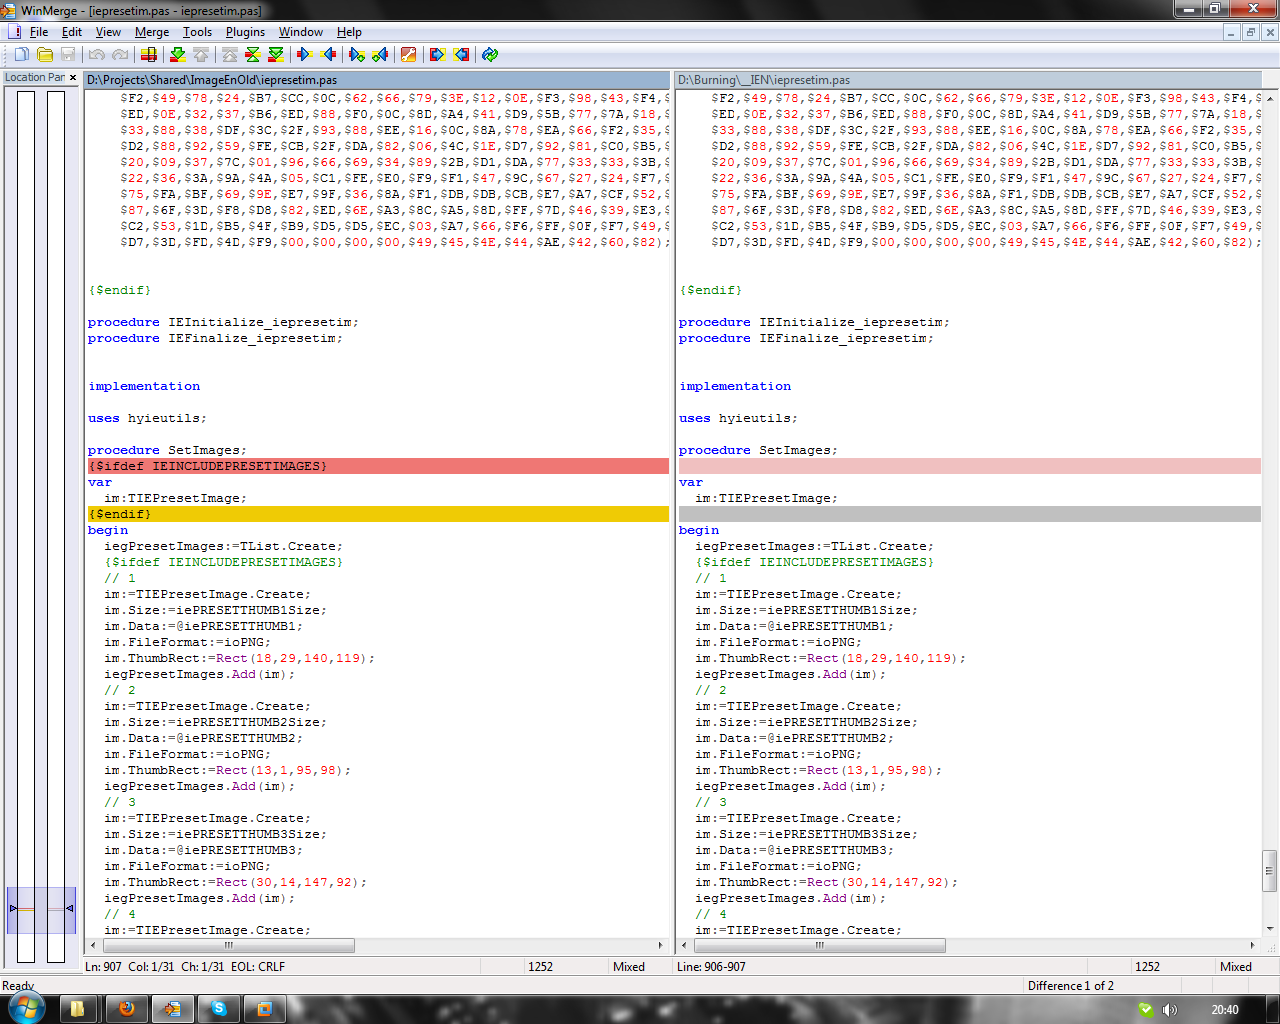 WinMerge - [iepresetim.pas - iepresetim.pas]
File Edit View Merge Tools Plugins Window Help
Location Pan
D:\Projects\Shared\ImageEnOld\iepresetim.pas
$F2,$49,$78,$24,$B7,$CC,$0C,$62,$66,$79,$3E,$12,$0E,$F3,$98,$43,$F4,
$ED,$0E,$32,$37,$B6,$ED,$88,$F0,$0C,$8D,$A4,$41,$D9,$5B,$77,$7A,$18,
$33,$88,$38,$DF,$3C,$2F,$93,$88,$EE,$16,$0C,$8A,$78,$EA,$66,$F2,$35,
$D2,$88,$92,$59,$FE,$CB,$2F,$DA,$82,$06,$4C,$1E,$D7,$92,$81,$C0,$B5,
$20,$09,$37,$7C,$01,$96,$66,$69,$34,$89,$2B,$D1,$DA,$77,$33,$33,$3B,
$22,$36,$3A,$9A,$4A,$05,$C1,$FE,$E0,$F9,$F1,$47,$9C,$67,$27,$24,$F7,
$75,$FA,$BF,$69,$9E,$E7,$9F,$36,$8A,$F1,$DB,$DB,$CB,$E7,$A7,$CF,$52,
$87,$6F,$3D,$F8,$D8,$82,$ED,$6E,$A3,$8C,$A5,$8D,$FF,$7D,$46,$39,$E3,
$C2,$53,$1D,$B5,$4F,$B9,$D5,$D5,$EC,$03,$A7,$66,$F6,$FF,$0F,$F7,$49,
$D7,$3D,$FD,$4D,$F9,$00,$00,$00,$00,$49,$45,$4E,$44,$AE,$42,$60,$82);
{$endif}
procedure IEInitialize_iepresetim;
procedure IEFinalize_iepresetim;
implementation
uses hyieutils;
procedure SetImages;
{$ifdef IEINCLUDEPRESETIMAGES}
var
im:TIEPresetImage;
{$endif}
begin
iegPresetImages:=TList.Create;
{$ifdef IEINCLUDEPRESETIMAGES}
// 1
im:=TIEPresetImage.Create;
im.Size:=iePRESETTHUMB1Size;
im.Data:=@iePRESETTHUMB1;
im.FileFormat:=ioPNG;
im.ThumbRect:=Rect(18,29,140,119);
iegPresetImages.Add(im);
// 2
im:=TIEPresetImage.Create;
im.Size:=iePRESETTHUMB2Size;
im.Data:=@iePRESETTHUMB2;
im.FileFormat:=ioPNG;
im.ThumbRect:=Rect(13,1,95,98);
iegPresetImages.Add(im);
// 3
im:=TIEPresetImage.Create;
im.Size:=iePRESETTHUMB3Size;
im.Data:=@iePRESETTHUMB3;
im.FileFormat:=ioPNG;
im.ThumbRect:=Rect(30,14,147,92);
iegPresetImages.Add(im);
// 4
im:=TIEPresetImage.Create;
Ln: 907 Col: 1/31 Ch: 1/31 EOL: CRLF 1252 Mixed
D:\Burning\__IEN\iepresetim.pas
$F2,$49,$78,$24,$B7,$CC,$0C,$62,$66,$79,$3E,$12,$0E,$F3,$98,$43,$F4,
$ED,$0E,$32,$37,$B6,$ED,$88,$F0,$0C,$8D,$A4,$41,$D9,$5B,$77,$7A,$18,
$33,$88,$38,$DF,$3C,$2F,$93,$88,$EE,$16,$0C,$8A,$78,$EA,$66,$F2,$35,
$D2,$88,$92,$59,$FE,$CB,$2F,$DA,$82,$06,$4C,$1E,$D7,$92,$81,$C0,$B5,
$20,$09,$37,$7C,$01,$96,$66,$69,$34,$89,$2B,$D1,$DA,$77,$33,$33,$3B,
$22,$36,$3A,$9A,$4A,$05,$C1,$FE,$E0,$F9,$F1,$47,$9C,$67,$27,$24,$F7,
$75,$FA,$BF,$69,$9E,$E7,$9F,$36,$8A,$F1,$DB,$DB,$CB,$E7,$A7,$CF,$52,
$87,$6F,$3D,$F8,$D8,$82,$ED,$6E,$A3,$8C,$A5,$8D,$FF,$7D,$46,$39,$E3,
$C2,$53,$1D,$B5,$4F,$B9,$D5,$D5,$EC,$03,$A7,$66,$F6,$FF,$0F,$F7,$49,
$D7,$3D,$FD,$4D,$F9,$00,$00,$00,$00,$49,$45,$4E,$44,$AE,$42,$60,$82);
{$endif}
procedure IEInitialize_iepresetim;
procedure IEFinalize_iepresetim;
implementation
uses hyieutils;
procedure SetImages;
var
im:TIEPresetImage;
begin
iegPresetImages:=TList.Create;
{$ifdef IEINCLUDEPRESETIMAGES}
// 1
im:=TIEPresetImage.Create;
im.Size:=iePRESETTHUMB1Size;
im.Data:=@iePRESETTHUMB1;
im.FileFormat:=ioPNG;
im.ThumbRect:=Rect(18,29,140,119);
iegPresetImages.Add(im);
// 2
im:=TIEPresetImage.Create;
im.Size:=iePRESETTHUMB2Size;
im.Data:=@iePRESETTHUMB2;
im.FileFormat:=ioPNG;
im.ThumbRect:=Rect(13,1,95,98);
iegPresetImages.Add(im);
// 3
im:=TIEPresetImage.Create;
im.Size:=iePRESETTHUMB3Size;
im.Data:=@iePRESETTHUMB3;
im.FileFormat:=ioPNG;
im.ThumbRect:=Rect(30,14,147,92);
iegPresetImages.Add(im);
// 4
im:=TIEPresetImage.Create;
Line: 906-907 1252 Mixed
Ready Difference 1 of 2
20:40